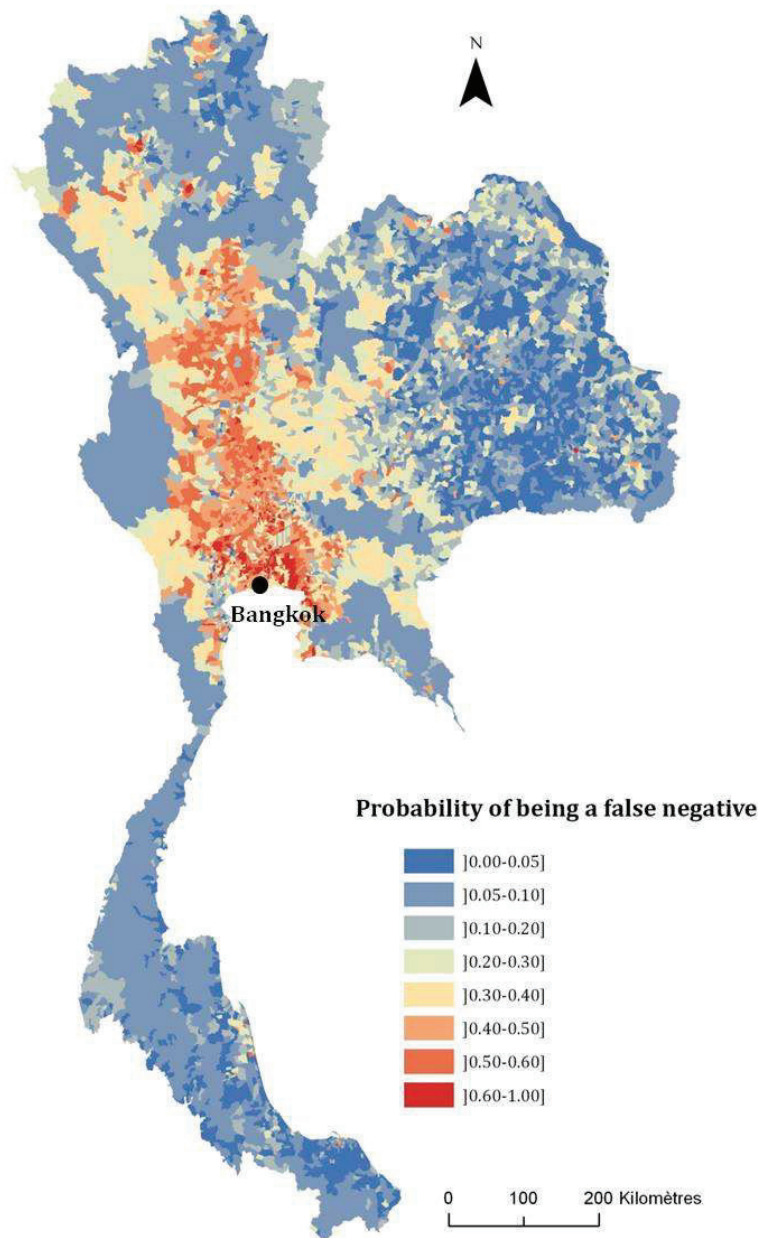 N
Bangkok
Probability of being a false negative
]0.00-0.05]
]0.05-0.10]
]0.10-0.20]
]0.20-0.30]
]0.30-0.40]
]0.40-0.50]
]0.50-0.60]
]0.60-1.00]
0 100 200 Kilomètres